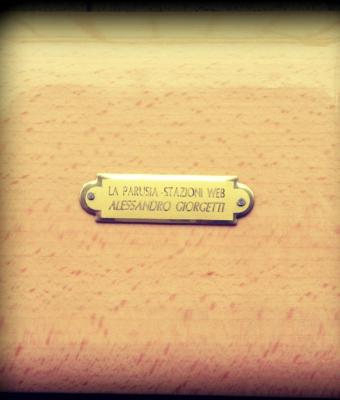 LA PARUSIA-STAZIONI WEB
ALESSANDRO GIORGETTI